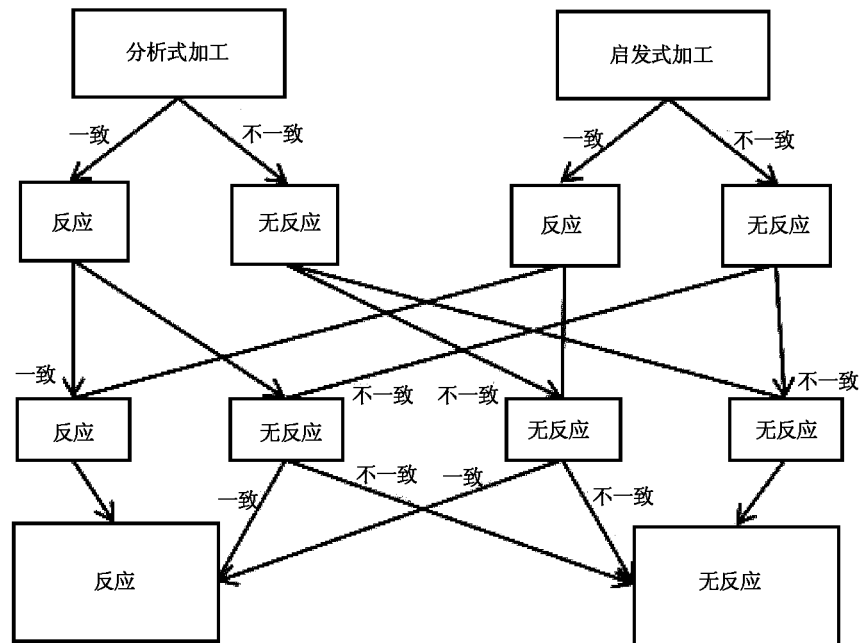 分析式加工
启发式加工
一致
不一致
一致
不一致
反应
无反应
反应
无反应
一致
不一致
不一致
不一致
反应
无反应
无反应
无反应
一致
不一致
一致
不一致
反应
无反应